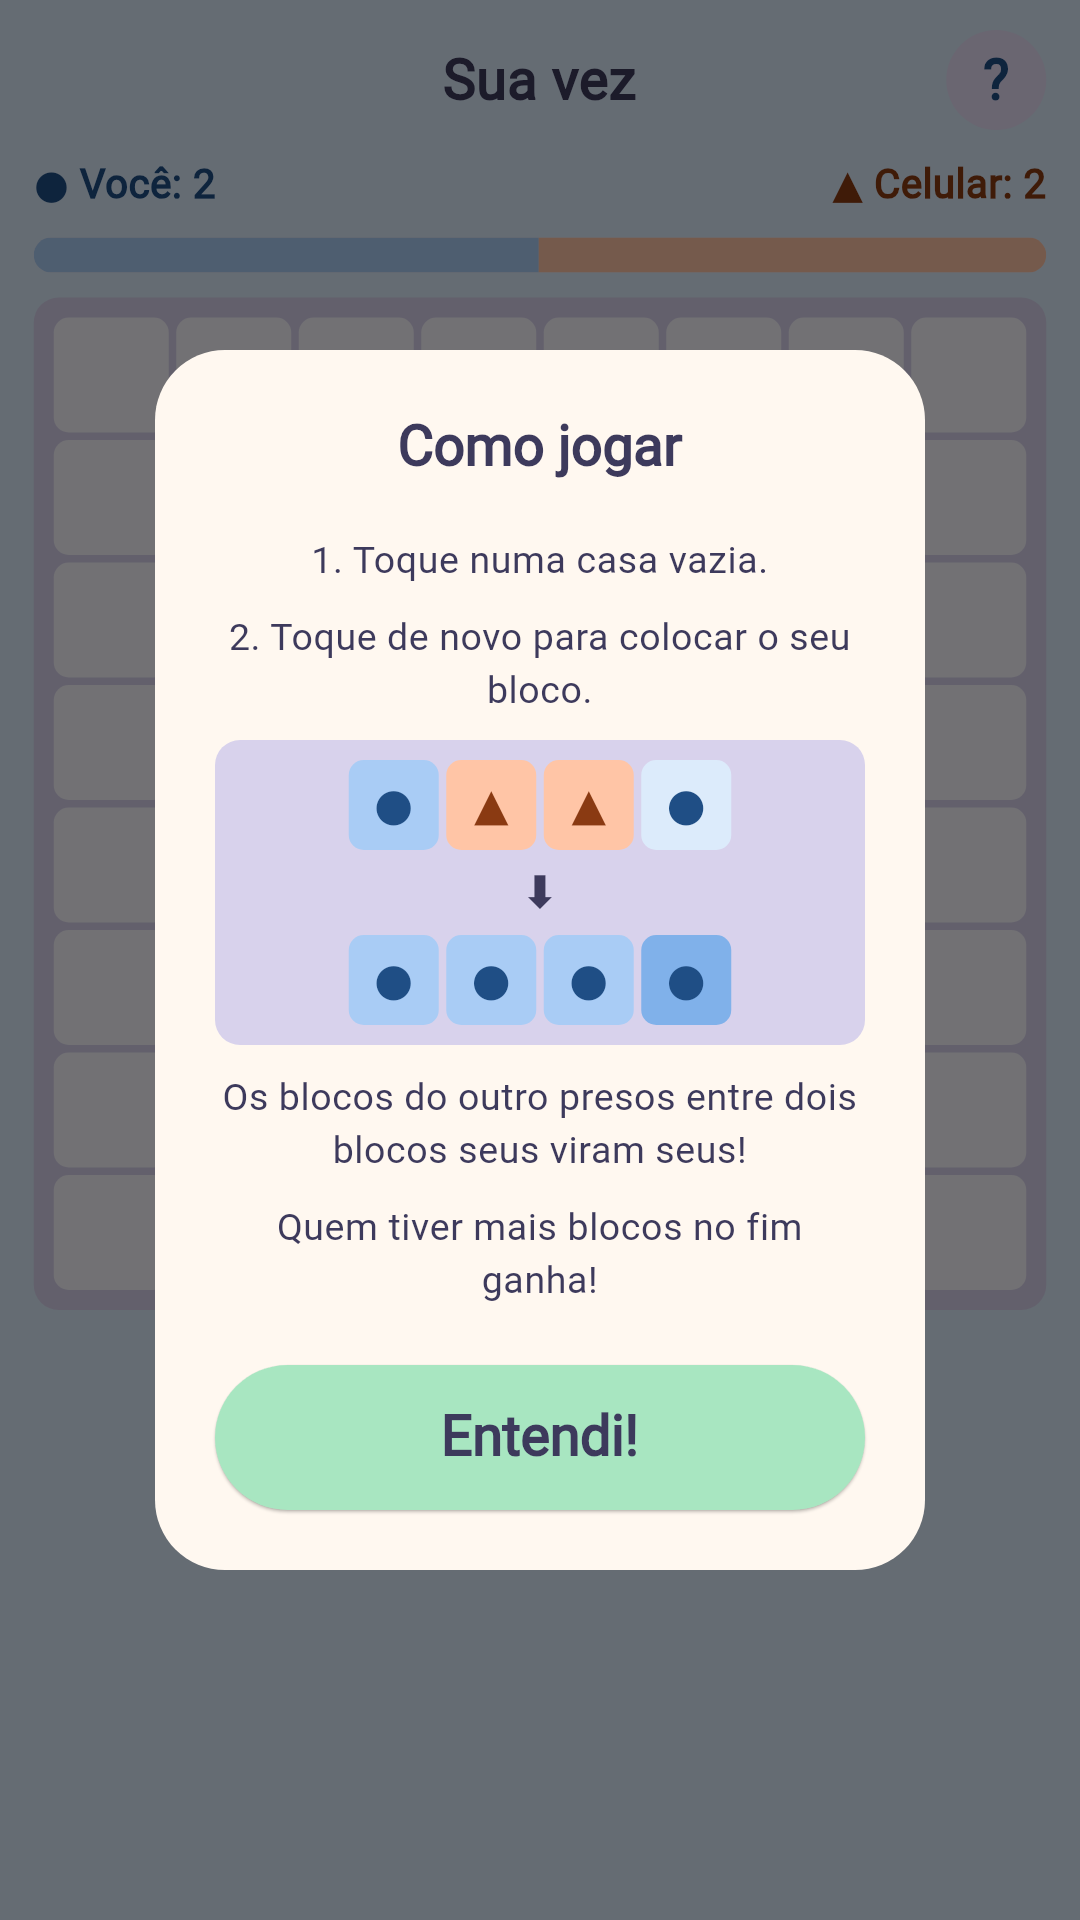 Sua vez
?
Você: 2
Celular: 2
Como jogar
1. Toque numa casa vazia.
2. Toque de novo para colocar o seu
bloco.
Os blocos do outro presos entre dois
blocos seus viram seus!
Quem tiver mais blocos no fim
ganha!
Entendi!